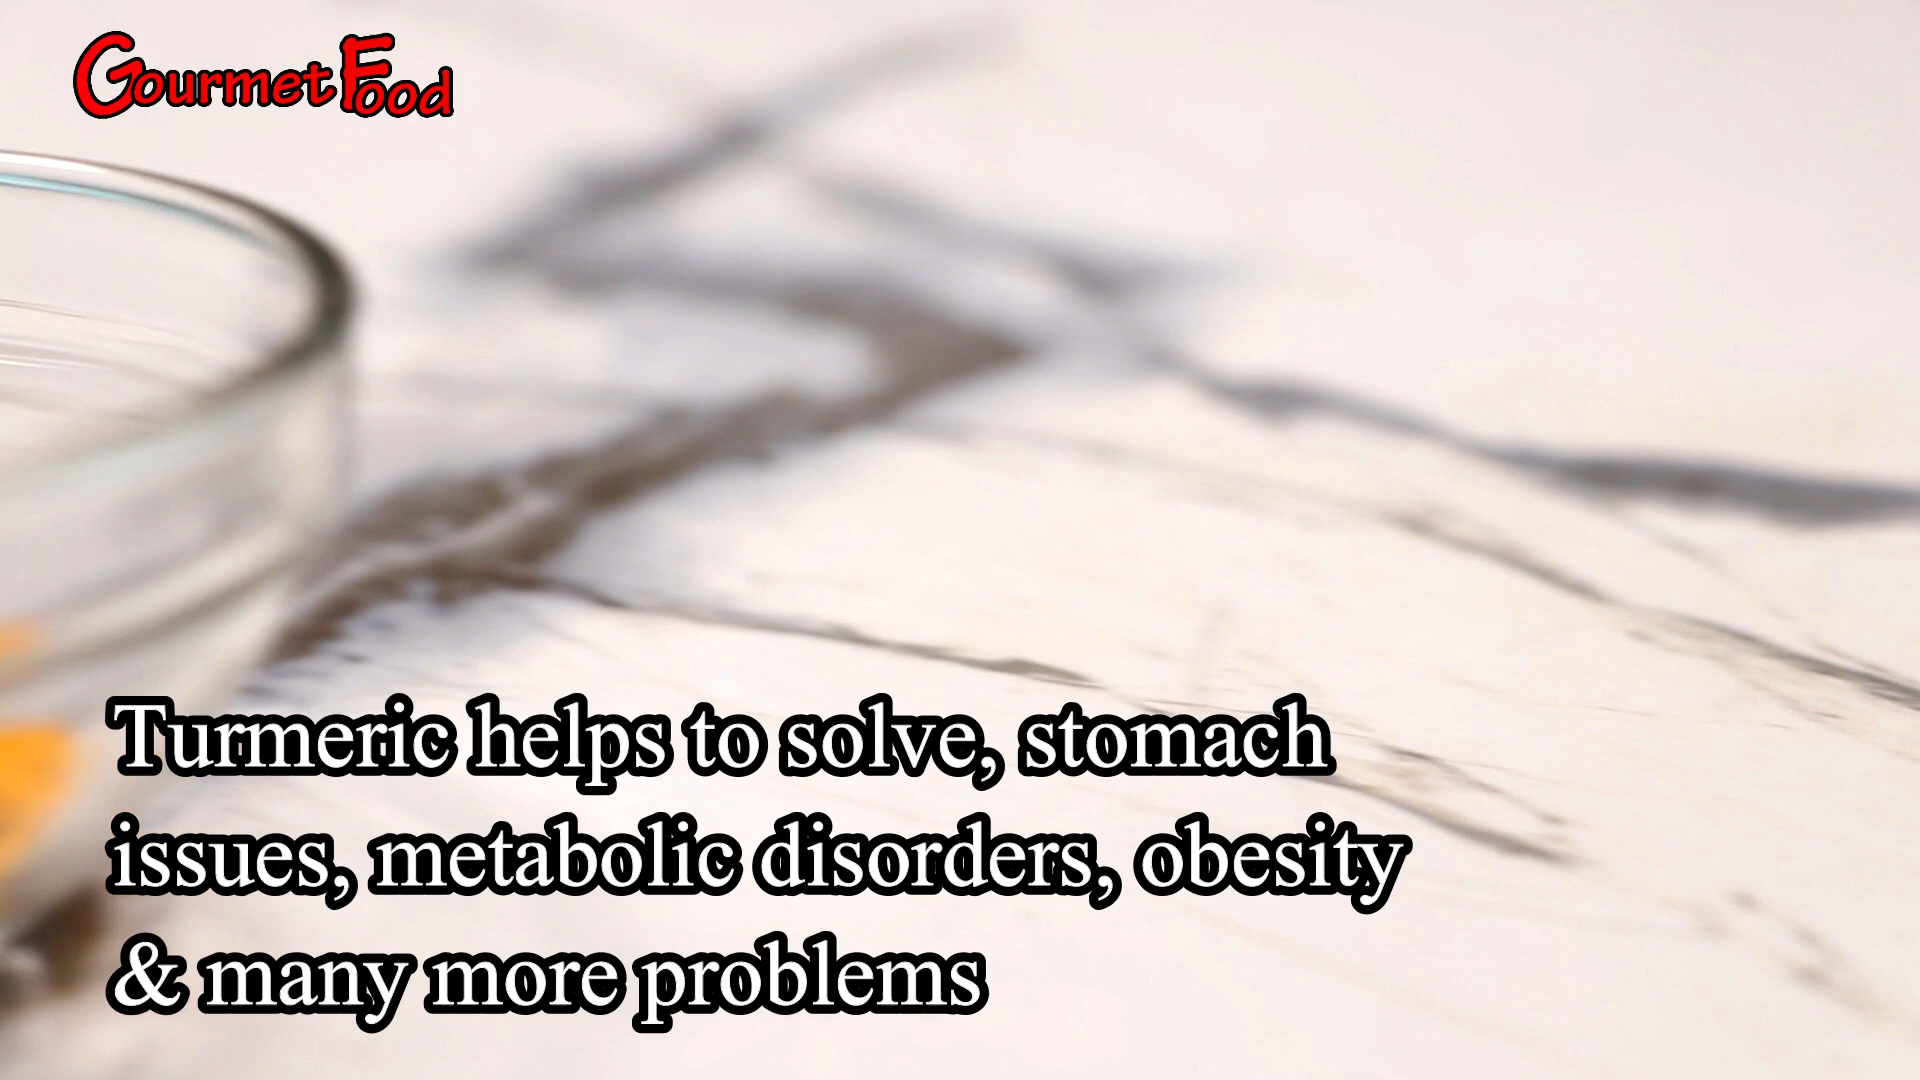 Gourmet Food
Turmeric helps to solve, stomach
issues, metabolic disorders, obesity
& many more problems